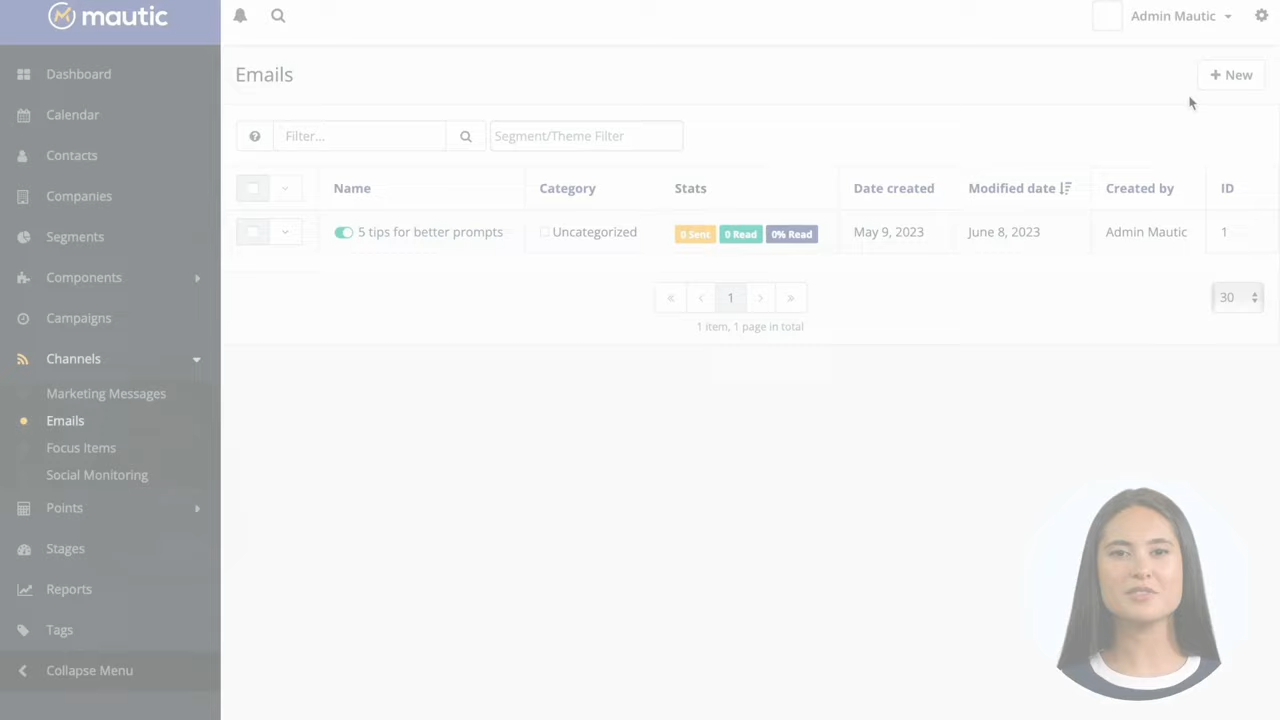 mautic
Admin Mautic
Dashboard
Calendar
Contacts
Companies
Segments
Components
Campaigns
Channels
Marketing Messages
Emails
Focus Items
Social Monitoring
Points
Stages
Reports
Tags
Collapse Menu
Emails
+ New
Filter...
Segment/Theme Filter
Name Category Stats Date created Modified date Created by ID
5 tips for better prompts Uncategorized 0 Sent 0 Read 0% Read May 9, 2023 June 8, 2023 Admin Mautic 1
« ‹ 1 › »
30
1 item, 1 page in total